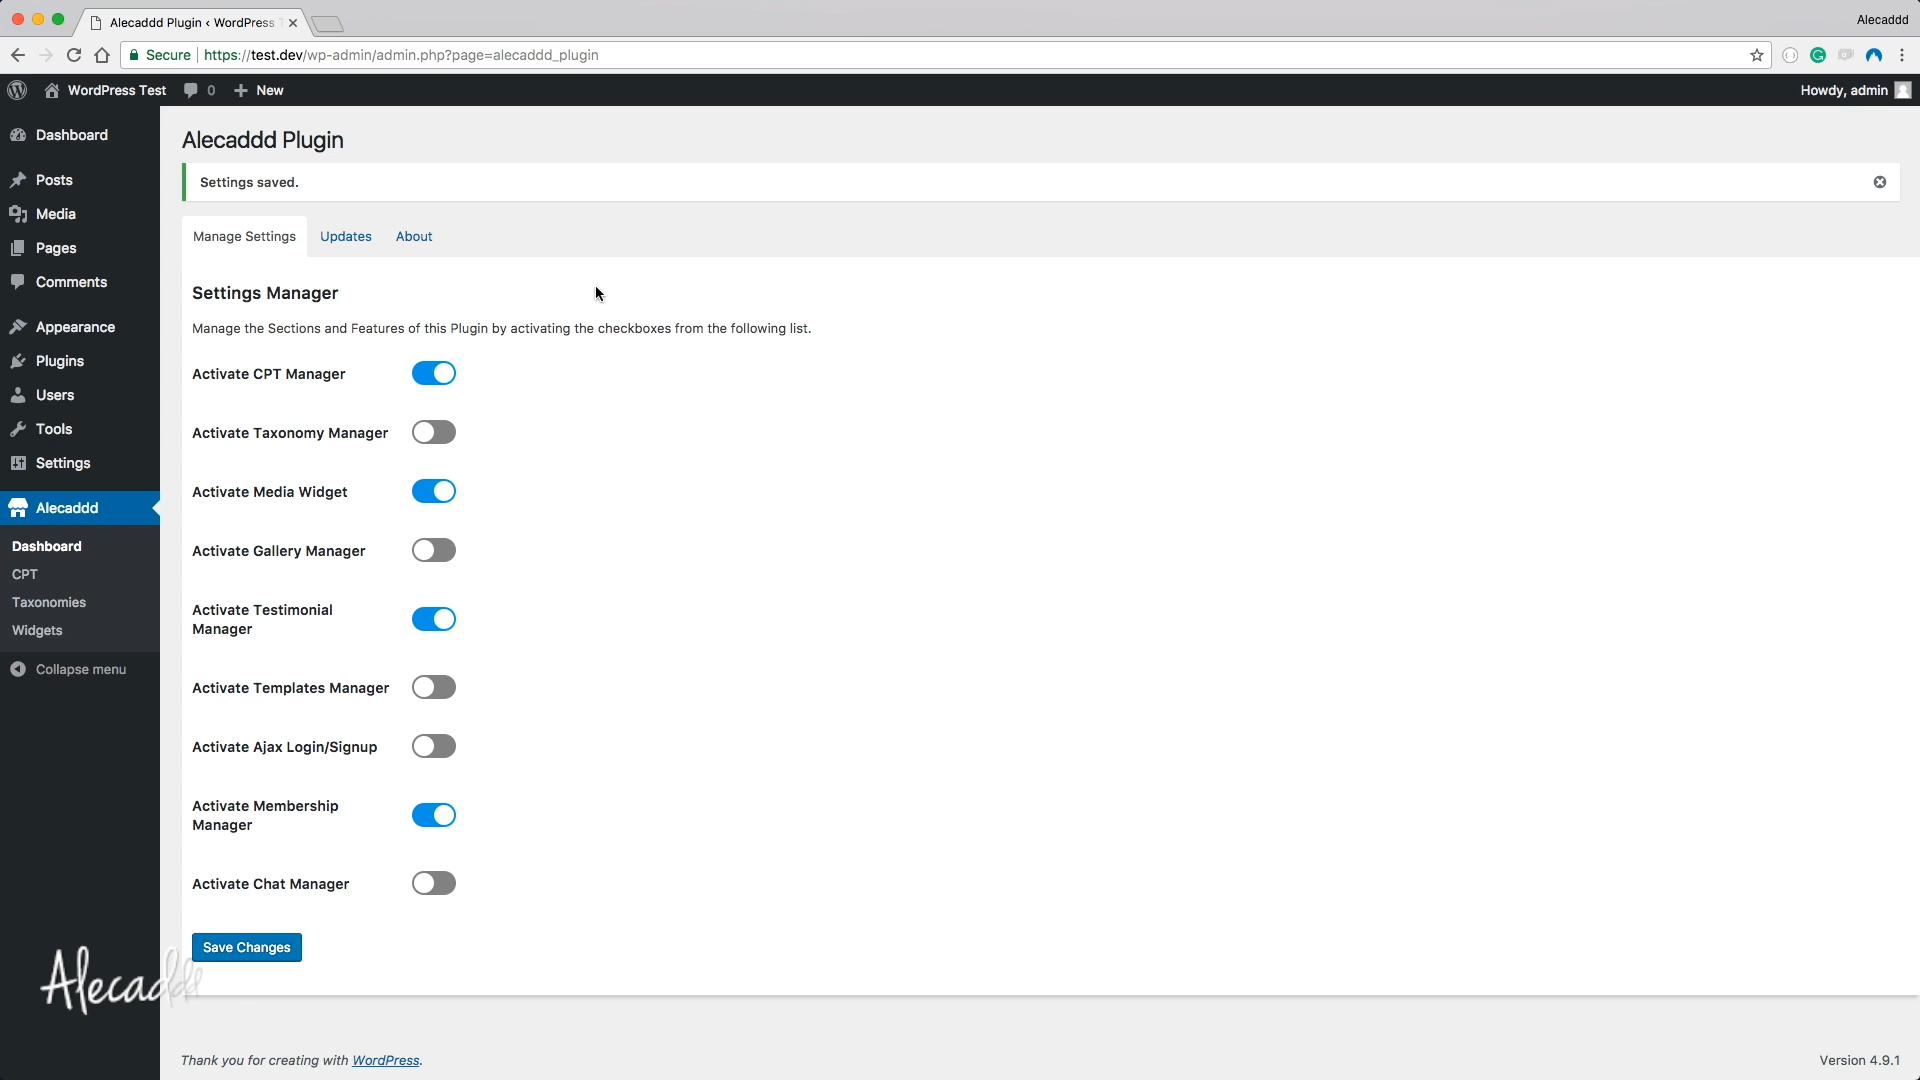 Alecaddd Plugin ‹ WordPress
Alecaddd
Secure
https://test.dev/wp-admin/admin.php?page=alecaddd_plugin
WordPress Test
0
New
Howdy, admin
Dashboard
Posts
Media
Pages
Comments
Appearance
Plugins
Users
Tools
Settings
Alecaddd
Dashboard
CPT
Taxonomies
Widgets
Collapse menu
Alecaddd Plugin
Settings saved.
Manage Settings
Updates
About
Settings Manager
Manage the Sections and Features of this Plugin by activating the checkboxes from the following list.
Activate CPT Manager
Activate Taxonomy Manager
Activate Media Widget
Activate Gallery Manager
Activate Testimonial
Manager
Activate Templates Manager
Activate Ajax Login/Signup
Activate Membership
Manager
Activate Chat Manager
Save Changes
Alecaddd
Thank you for creating with WordPress.
Version 4.9.1